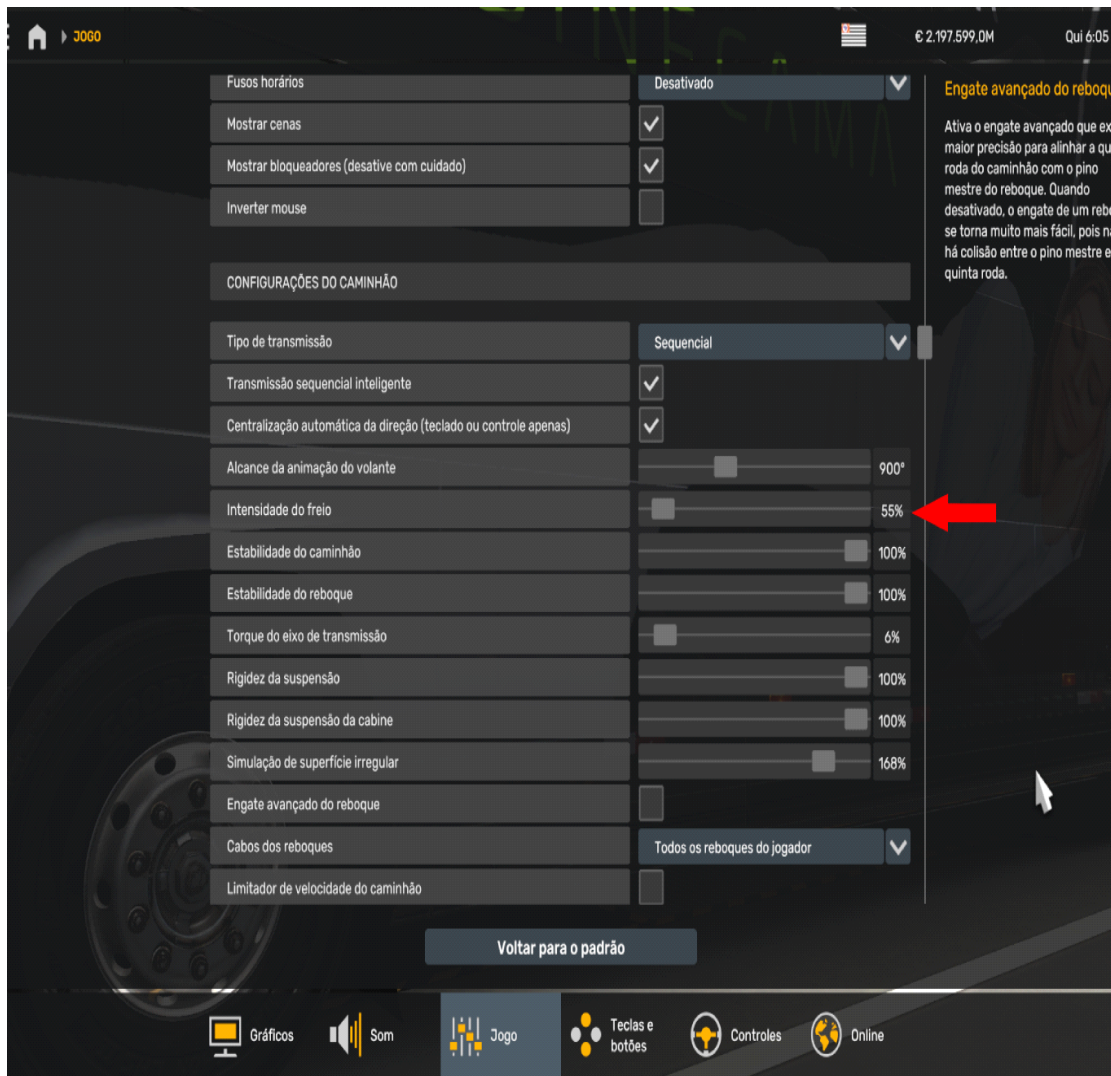 JOGO
€ 2.197.599,0M
Qui 6:05
Fusos horários
Desativado
Mostrar cenas
Mostrar bloqueadores (desative com cuidado)
Inverter mouse
CONFIGURAÇÕES DO CAMINHÃO
Tipo de transmissão
Sequencial
Transmissão sequencial inteligente
Centralização automática da direção (teclado ou controle apenas)
Alcance da animação do volante
900°
Intensidade do freio
55%
Estabilidade do caminhão
100%
Estabilidade do reboque
100%
Torque do eixo de transmissão
6%
Rigidez da suspensão
100%
Rigidez da suspensão da cabine
100%
Simulação de superfície irregular
168%
Engate avançado do reboque
Cabos dos reboques
Todos os reboques do jogador
Limitador de velocidade do caminhão
Engate avançado do reboqu
Ativa o engate avançado que ex
maior precisão para alinhar a qu
roda do caminhão com o pino
mestre do reboque. Quando
desativado, o engate de um rebo
se torna muito mais fácil, pois na
há colisão entre o pino mestre e
quinta roda.
Voltar para o padrão
Gráficos
Som
Jogo
Teclas e
botões
Controles
Online